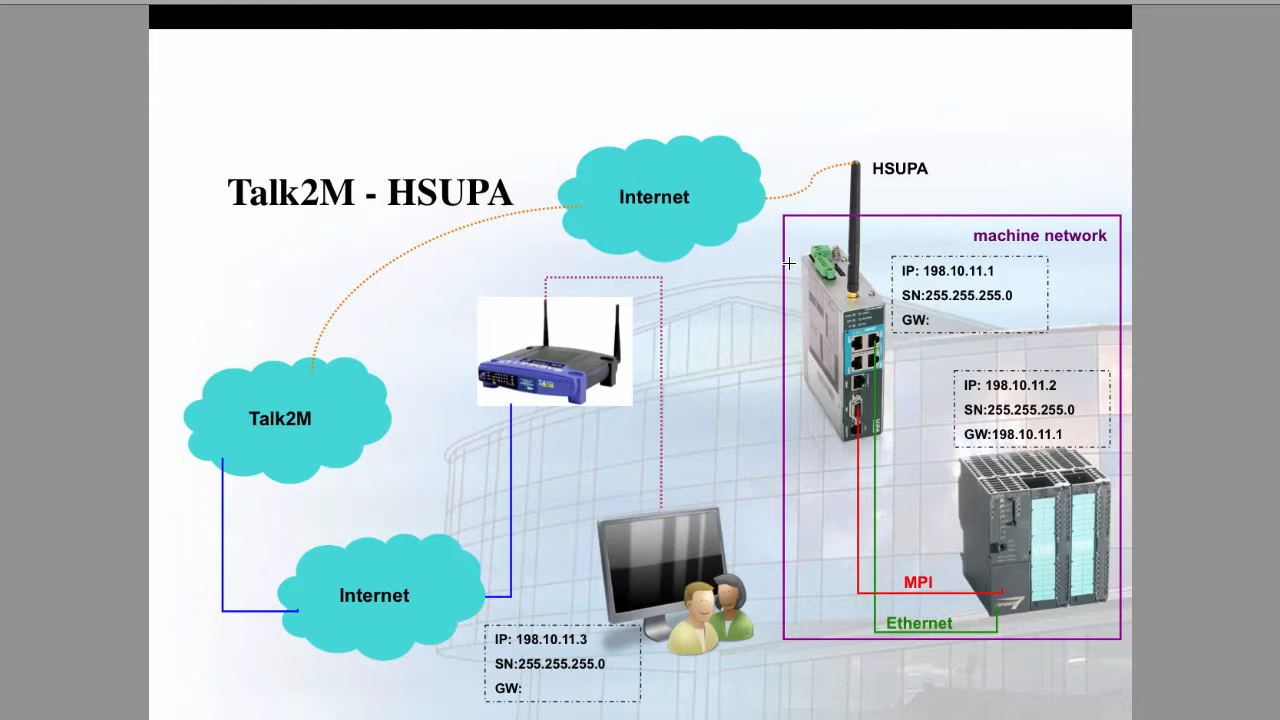 Talk2M - HSUPA
Internet
HSUPA
machine network
IP: 198.10.11.1
SN:255.255.255.0
GW:
IP: 198.10.11.2
SN:255.255.255.0
GW:198.10.11.1
Talk2M
Internet
MPI
Ethernet
IP: 198.10.11.3
SN:255.255.255.0
GW: